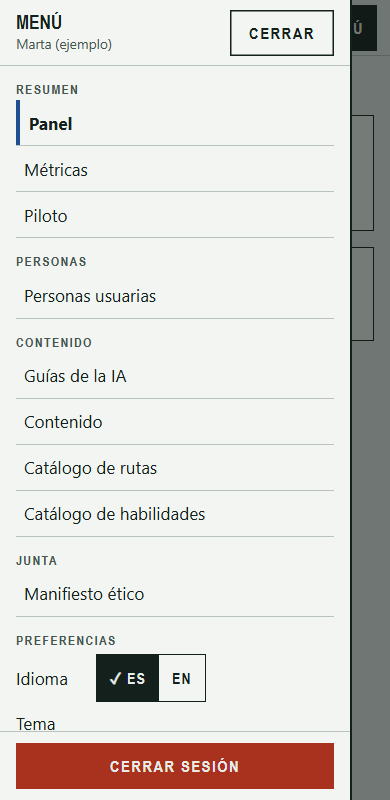 MENÚ
Marta (ejemplo)
CERRAR
Ú
RESUMEN
Panel
Métricas
Piloto
PERSONAS
Personas usuarias
CONTENIDO
Guías de la IA
Contenido
Catálogo de rutas
Catálogo de habilidades
JUNTA
Manifiesto ético
PREFERENCIAS
Idioma
✓ ES EN
Tema
CERRAR SESIÓN